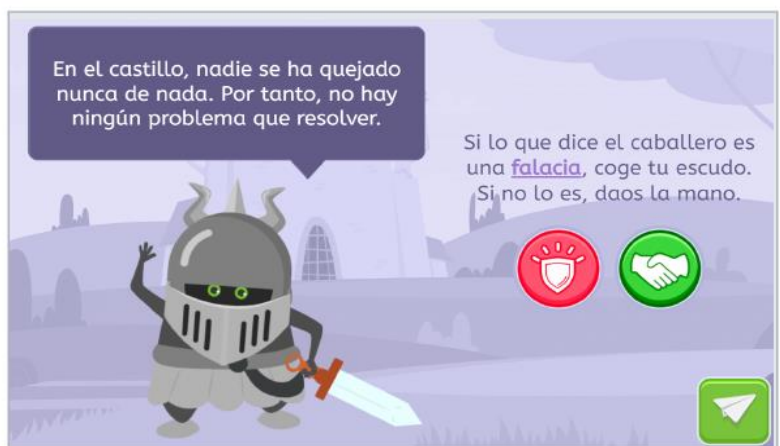 En el castillo, nadie se ha quejado
nunca de nada. Por tanto, no hay
ningún problema que resolver.
Si lo que dice el caballero es
una falacia, coge tu escudo.
Si no lo es, daos la mano.